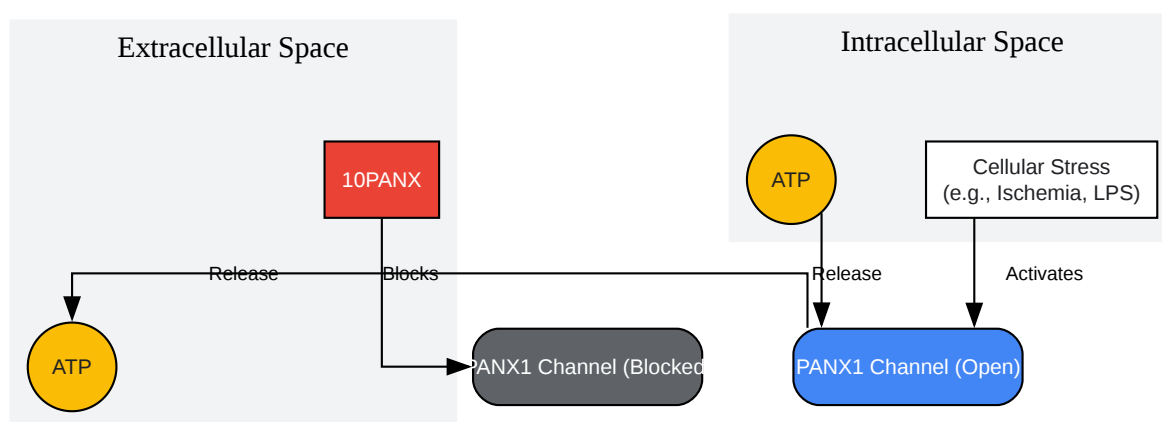 Extracellular Space
Intracellular Space
10PANX
ATP
Cellular Stress
(e.g., Ischemia, LPS)
Release
Blocks
Release
Activates
ATP
PANX1 Channel (Blocked
PANX1 Channel (Open)